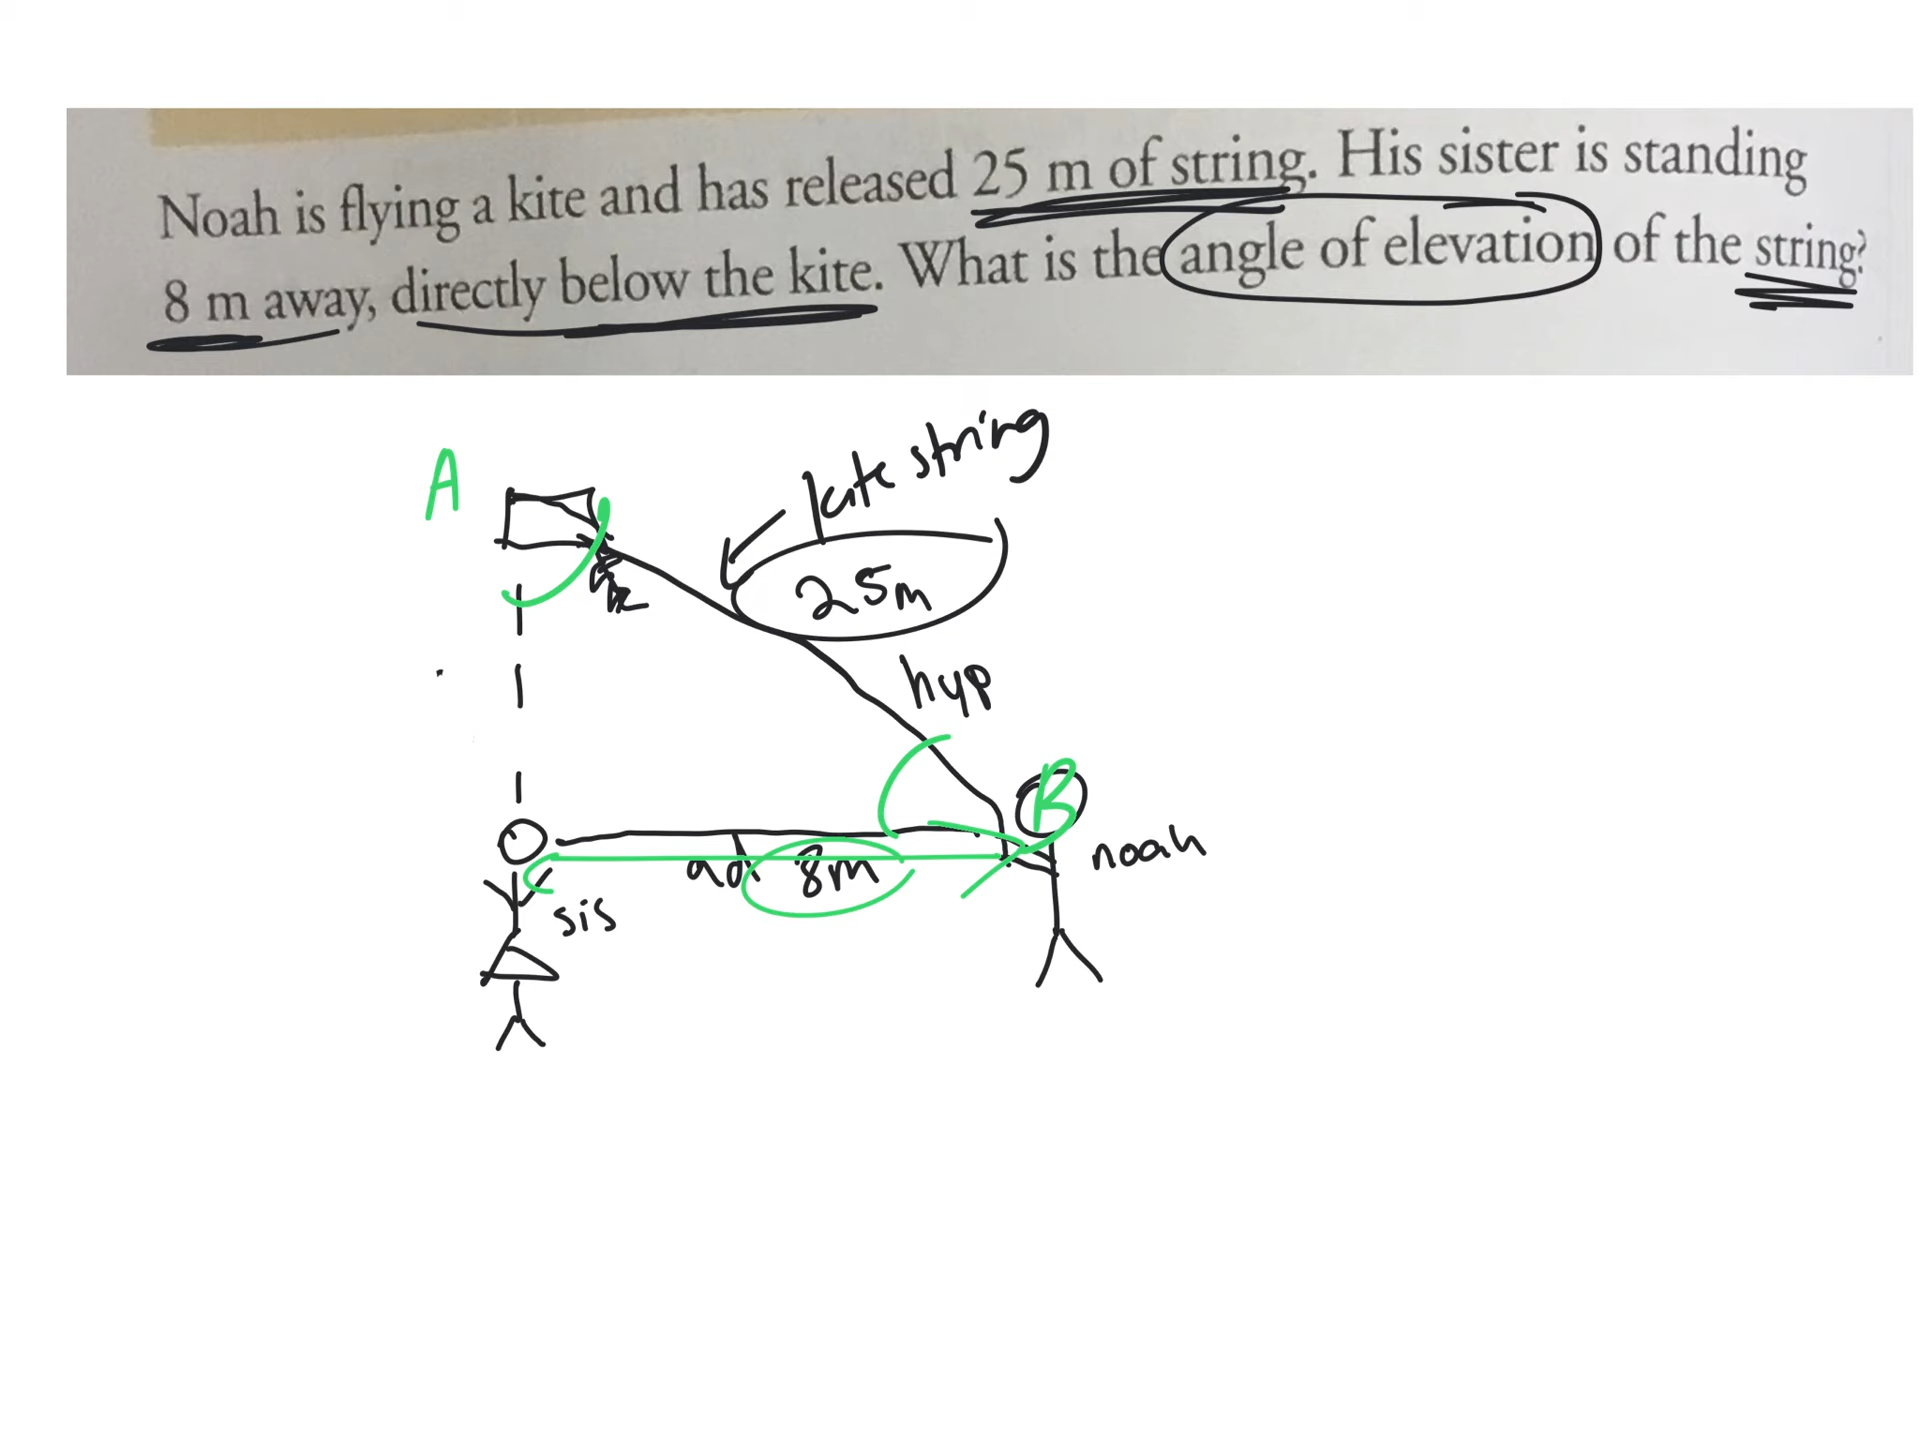 Noah is flying a kite and has released 25 m of string. His sister is standing
8 m away, directly below the kite. What is the angle of elevation of the string?
A
kite string
25m
hyp
B
noah
ad 8m
sis